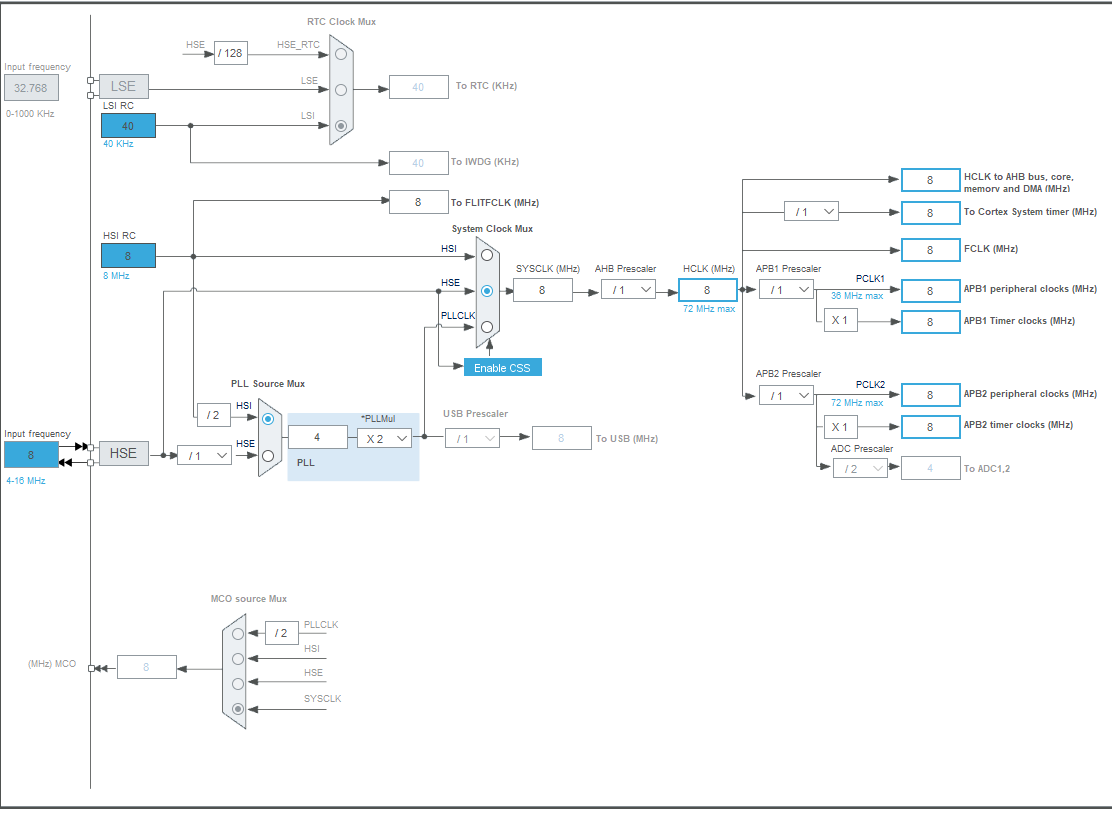 RTC Clock Mux
HSE
/ 128
HSE_RTC
Input frequency
32.768
0-1000 KHz
LSE
LSE
40
To RTC (KHz)
LSI RC
40
40 KHz
LSI
40
To IWDG (KHz)
8
To FLITFCLK (MHz)
HSI RC
8
8 MHz
System Clock Mux
HSI
HSE
PLLCLK
SYSCLK (MHz)
8
AHB Prescaler
/ 1
HCLK (MHz)
8
72 MHz max
Enable CSS
8
HCLK to AHB bus, core,
memory and DMA (MHz)
/ 1
8
To Cortex System timer (MHz)
8
FCLK (MHz)
APB1 Prescaler
/ 1
PCLK1
36 MHz max
8
APB1 peripheral clocks (MHz)
X 1
8
APB1 Timer clocks (MHz)
APB2 Prescaler
/ 1
PCLK2
72 MHz max
8
APB2 peripheral clocks (MHz)
X 1
8
APB2 timer clocks (MHz)
ADC Prescaler
/ 2
4
To ADC1,2
PLL Source Mux
/ 2
HSI
HSE
/ 1
4
*PLLMul
X 2
PLL
USB Prescaler
/ 1
8
To USB (MHz)
Input frequency
8
4-16 MHz
HSE
MCO source Mux
PLLCLK
/ 2
HSI
HSE
SYSCLK
(MHz) MCO
8